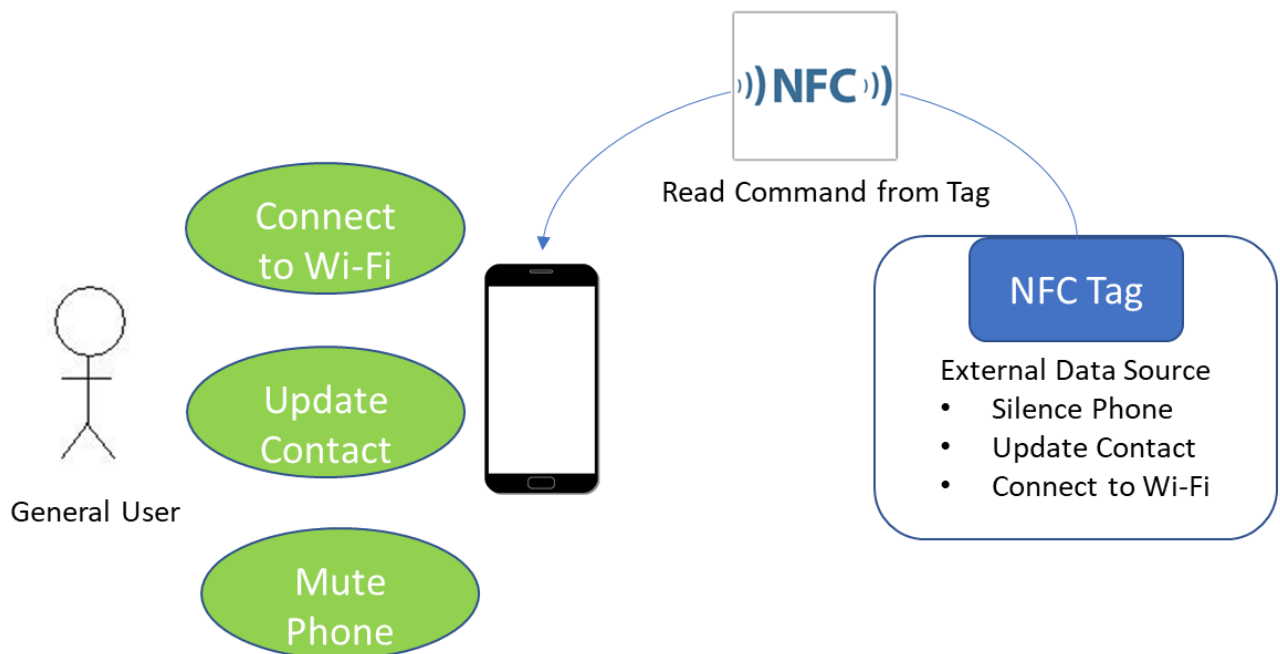 )))NFC)))
Read Command from Tag
Connect
to Wi-Fi
NFC Tag
External Data Source
• Silence Phone
• Update Contact
• Connect to Wi-Fi
Update
Contact
General User
Mute
Phone